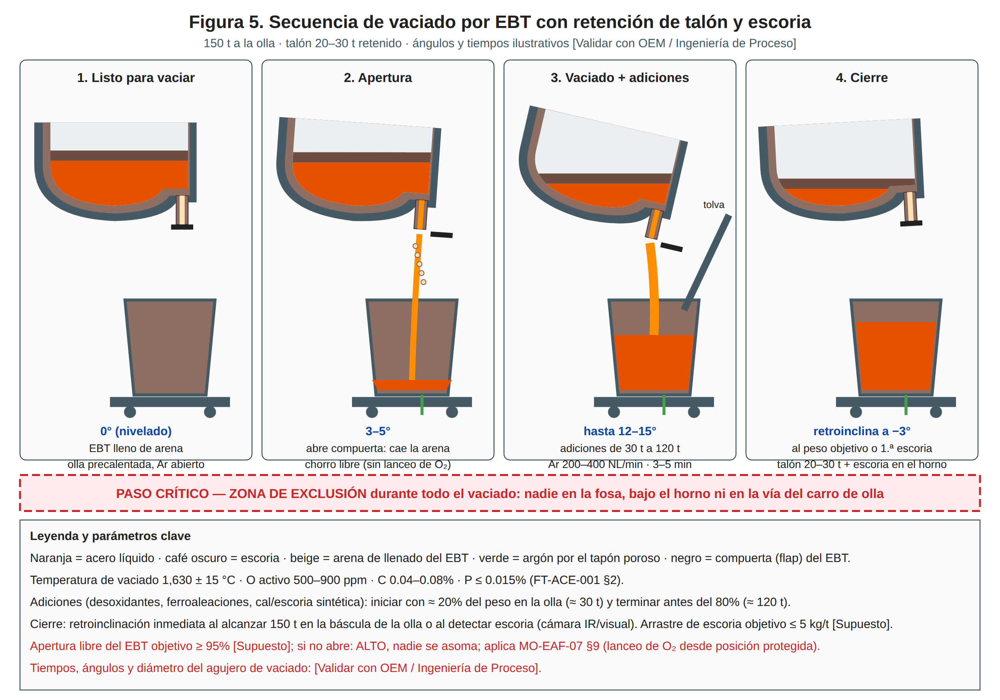 Figura 5. Secuencia de vaciado por EBT con retención de talón y escoria
150 t a la olla · talón 20–30 t retenido · ángulos y tiempos ilustrativos [Validar con OEM / Ingeniería de Proceso]
1. Listo para vaciar
0° (nivelado)
EBT lleno de arena
olla precalentada, Ar abierto
2. Apertura
3–5°
abre compuerta: cae la arena
chorro libre (sin lanceo de O₂)
3. Vaciado + adiciones
tolva
hasta 12–15°
adiciones de 30 t a 120 t
Ar 200–400 NL/min · 3–5 min
4. Cierre
retroinclina a −3°
al peso objetivo o 1.ª escoria
talón 20–30 t + escoria en el horno
PASO CRÍTICO — ZONA DE EXCLUSIÓN durante todo el vaciado: nadie en la fosa, bajo el horno ni en la vía del carro de olla
Leyenda y parámetros clave
Naranja = acero líquido · café oscuro = escoria · beige = arena de llenado del EBT · verde = argón por el tapón poroso · negro = compuerta (flap) del EBT.
Temperatura de vaciado 1,630 ± 15 °C · O activo 500–900 ppm · C 0.04–0.08% · P ≤ 0.015% (FT-ACE-001 §2).
Adiciones (desoxidantes, ferroaleaciones, cal/escoria sintética): iniciar con ≈ 20% del peso en la olla (≈ 30 t) y terminar antes del 80% (≈ 120 t).
Cierre: retroinclinación inmediata al alcanzar 150 t en la báscula de la olla o al detectar escoria (cámara IR/visual). Arrastre de escoria objetivo ≤ 5 kg/t [Supuesto].
Apertura libre del EBT objetivo ≥ 95% [Supuesto]; si no abre: ALTO, nadie se asoma; aplica MO-EAF-07 §9 (lanceo de O₂ desde posición protegida).
Tiempos, ángulos y diámetro del agujero de vaciado: [Validar con OEM / Ingeniería de Proceso].